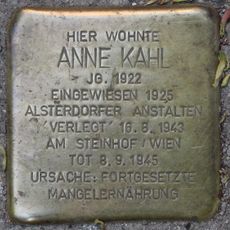 HIER WOHNTE
ANNE KAHL
JG. 1922
EINGEWIESEN 1925
ALSTERDORFER ANSTALTEN
"VERLEGT" 16.8.1943
AM STEINHOF/WIEN
TOT 8.9.1945
URSACHE: FORTGESETZTE
MANGELERNÄHRUNG